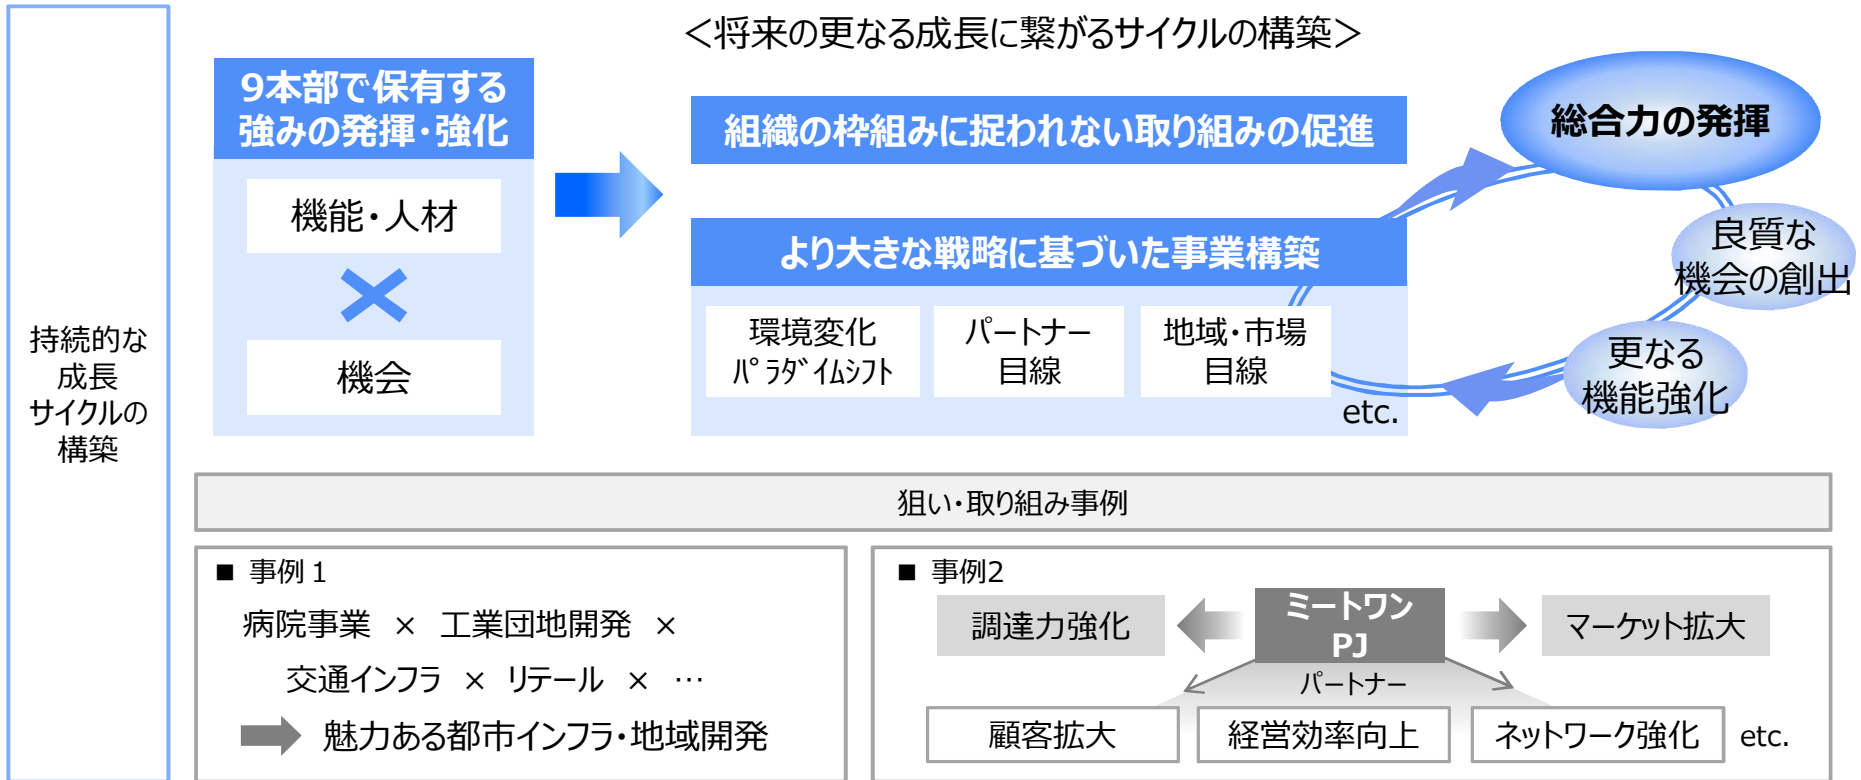 持続的な
成長
サイクルの
構築
＜将来の更なる成長に繋がるサイクルの構築＞
9本部で保有する
強みの発揮・強化
機能・人材
×
機会
組織の枠組みに捉われない取り組みの促進
より大きな戦略に基づいた事業構築
環境変化
ﾊﾟﾗﾀﾞｲﾑｼﾌﾄ
パートナー
目線
地域・市場
目線
etc.
総合力の発揮
良質な
機会の創出
更なる
機能強化
狙い・取り組み事例
■ 事例１
病院事業 × 工業団地開発 ×
交通インフラ × リテール × …
魅力ある都市インフラ・地域開発
■ 事例2
調達力強化
ミートワン
PJ
マーケット拡大
パートナー
顧客拡大
経営効率向上
ネットワーク強化
etc.